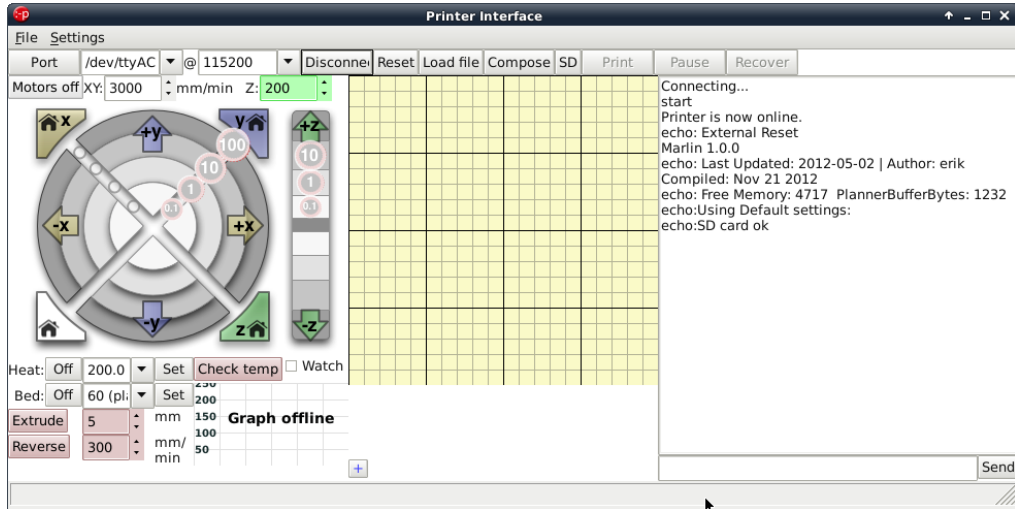 Printer Interface
File Settings
Port /dev/ttyAC @ 115200 Disconne Reset Load file Compose SD Print Pause Recover
Motors off XY: 3000 mm/min Z: 200
x
+y
y
100
10
1
0.1
-x
+x
-y
z
+z
10
1
0.1
-z
Heat: Off 200.0 Set Check temp Watch
Bed: Off 60 (pla Set
Extrude 5 mm
Reverse 300 mm/
min
250
200
150
100
50
Graph offline
+
Connecting...
start
Printer is now online.
echo: External Reset
Marlin 1.0.0
echo: Last Updated: 2012-05-02 | Author: erik
Compiled: Nov 21 2012
echo: Free Memory: 4717 PlannerBufferBytes: 1232
echo:Using Default settings:
echo:SD card ok
Send